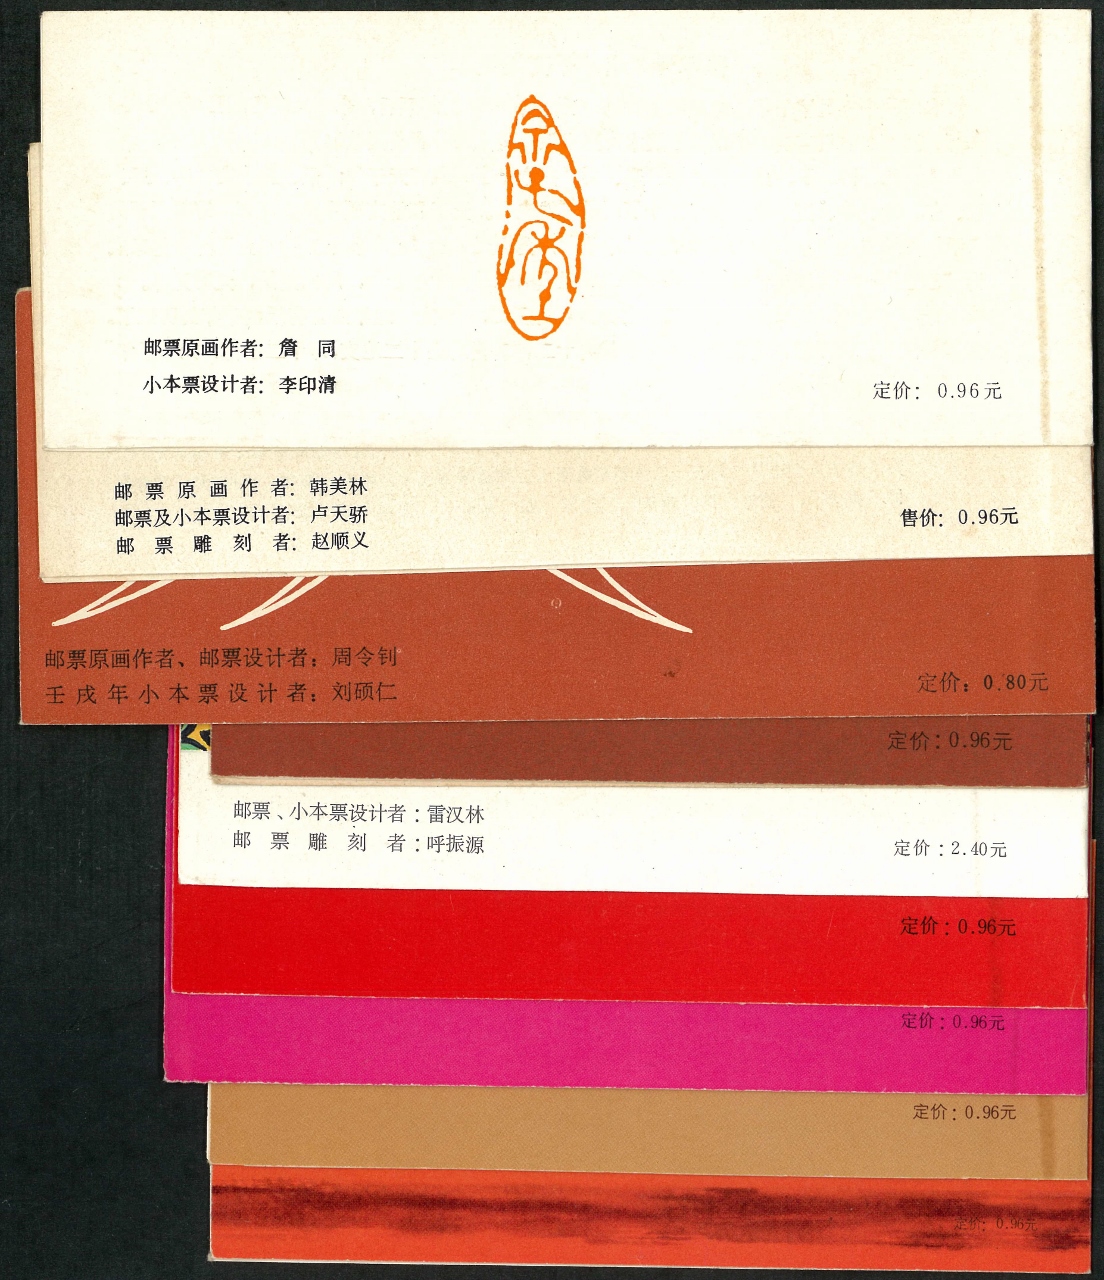 邮票原画作者：詹　同
小本票设计者：李印清
定价： 0.96元
邮票原画作者：韩美林
邮票及小本票设计者：卢天骄
邮票雕刻者：赵顺义
售价：0.96元
邮票原画作者、邮票设计者：周令钊
壬戌年小本票设计者：刘硕仁
定价：0.80元
定价：0.96元
邮票、小本票设计者：雷汉林
邮票雕刻者：呼振源
定价：2.40元
定价：0.96元
定价：0.96元
定价：0.96元
定价：0.96元